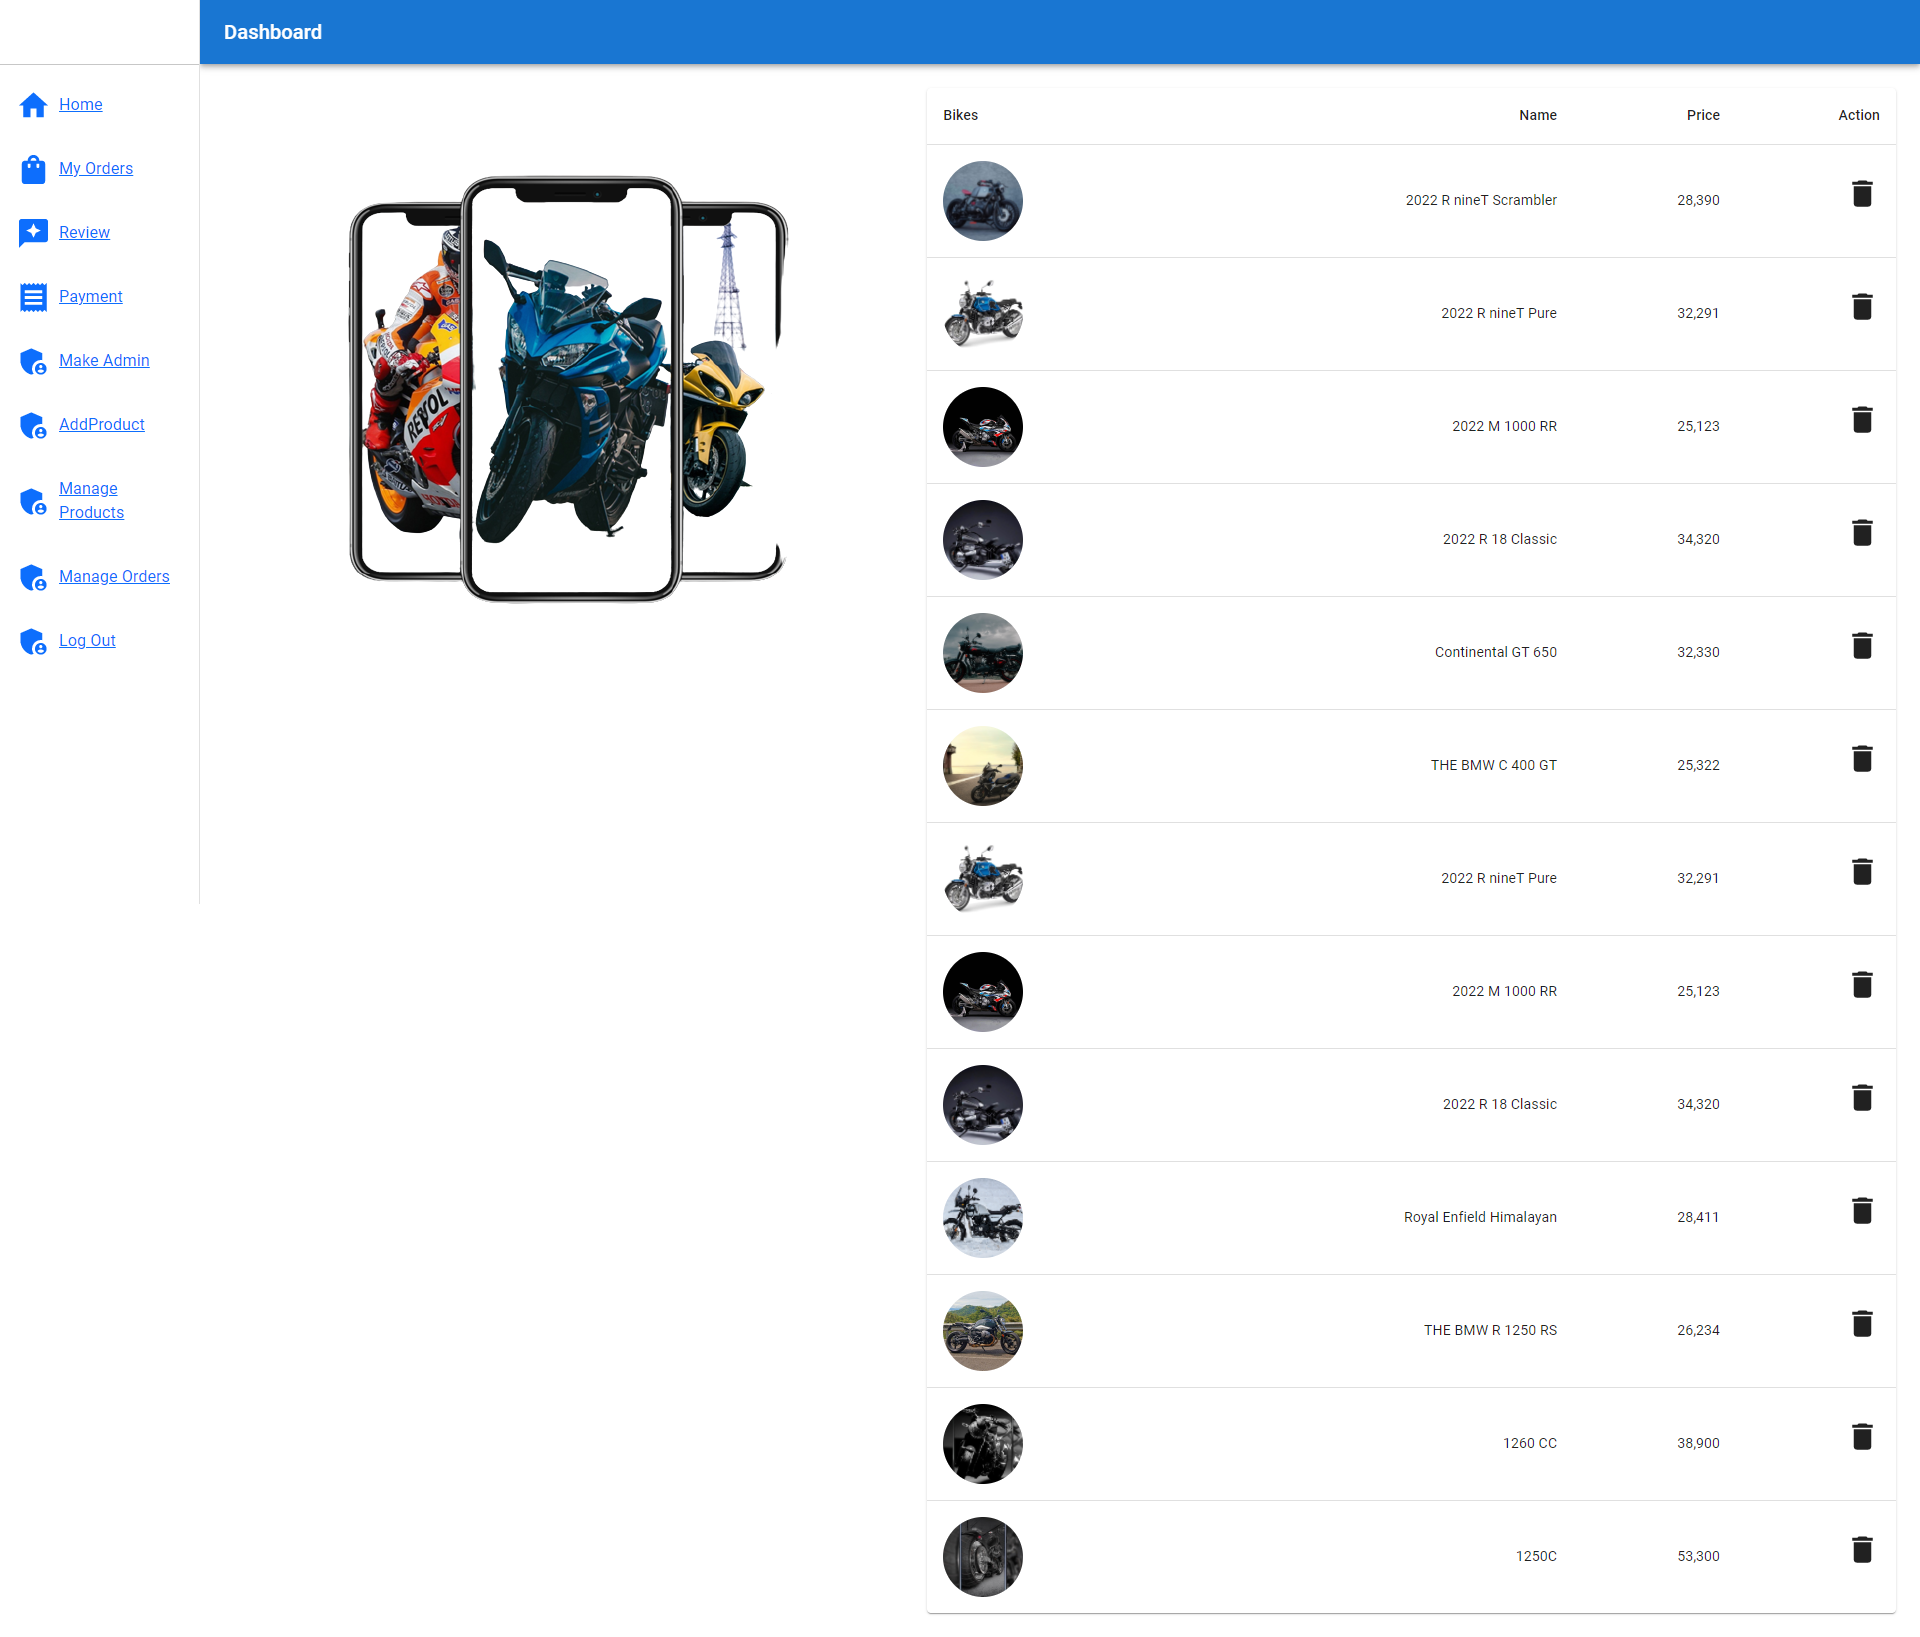 Dashboard
Home
My Orders
Review
Payment
Make Admin
AddProduct
Manage
Products
Manage Orders
Log Out
REPSOL
HONDA
Bikes Name Price Action
2022 R nineT Scrambler 28,390
2022 R nineT Pure 32,291
2022 M 1000 RR 25,123
2022 R 18 Classic 34,320
Continental GT 650 32,330
THE BMW C 400 GT 25,322
2022 R nineT Pure 32,291
2022 M 1000 RR 25,123
2022 R 18 Classic 34,320
Royal Enfield Himalayan 28,411
THE BMW R 1250 RS 26,234
1260 CC 38,900
1250C 53,300